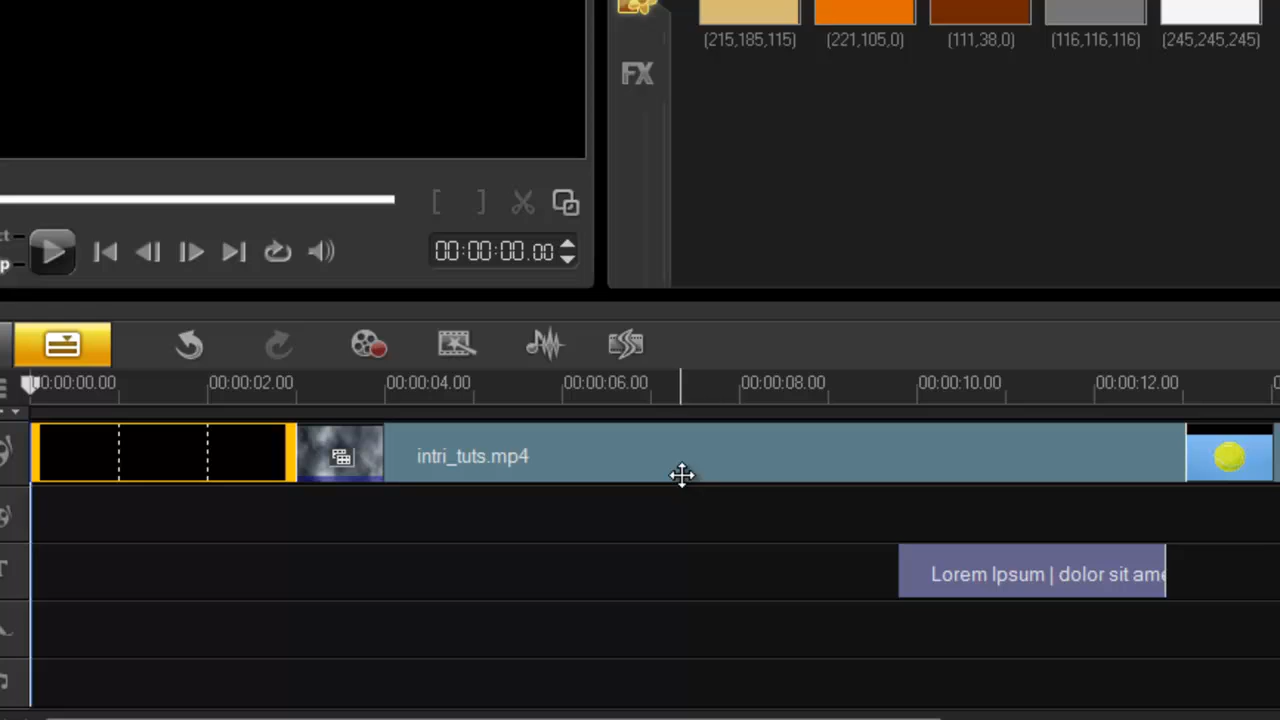 (215,185,115) (221,105,0) (111,38,0) (116,116,116) (245,245,245)
FX
[ ]
00:00:00.00
00:00:00.00 00:00:02.00 00:00:04.00 00:00:06.00 00:00:08.00 00:00:10.00 00:00:12.00
intri_tuts.mp4
T
Lorem Ipsum | dolor sit ame